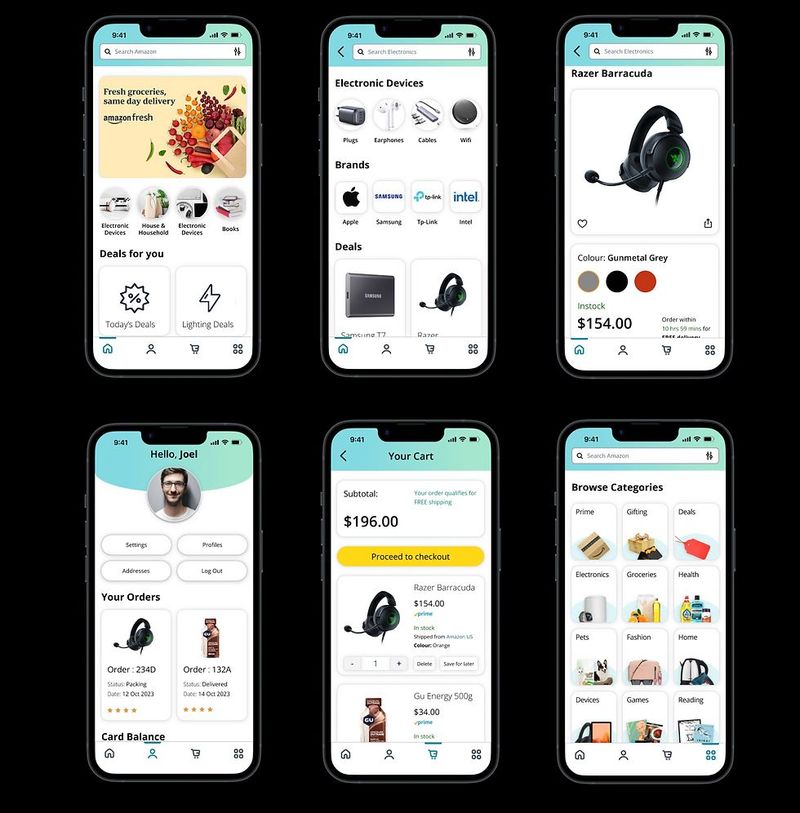 9:41
Search Amazon
Fresh groceries,
same day delivery
amazon fresh
Electronic
Devices
House &
Household
Electronic
Devices
Books
Deals for you
Today's Deals
Lighting Deals
9:41
Search Electronics
Electronic Devices
Plugs
Earphones
Cables
Wifi
Brands
SAMSUNG
tp-link
intel.
Apple
Samsung
Tp-Link
Intel
Deals
SAMSUNG
Samsung T7
Razer
9:41
Search Electronics
Razer Barracuda
Colour: Gunmetal Grey
Instock
$154.00
Order within
10 hrs 59 mins for
FREE delivery
9:41
Hello, Joel
Settings
Profiles
Addresses
Log Out
Your Orders
GU
Order : 234D
Status: Packing
Date: 12 Oct 2023
Order : 132A
Status: Delivered
Date: 14 Oct 2023
Card Balance
9:41
Your Cart
Subtotal:
$196.00
Your order qualifies for
FREE shipping
Proceed to checkout
Razer Barracuda
$154.00
prime
In stock
Shipped from Amazon US
Colour: Orange
- 1 +
Delete
Save for later
GU
Gu Energy 500g
$34.00
prime
In stock
9:41
Search Amazon
Browse Categories
Prime
Gifting
Deals
Electronics
Groceries
Health
Pets
Fashion
Home
Devices
Games
Reading